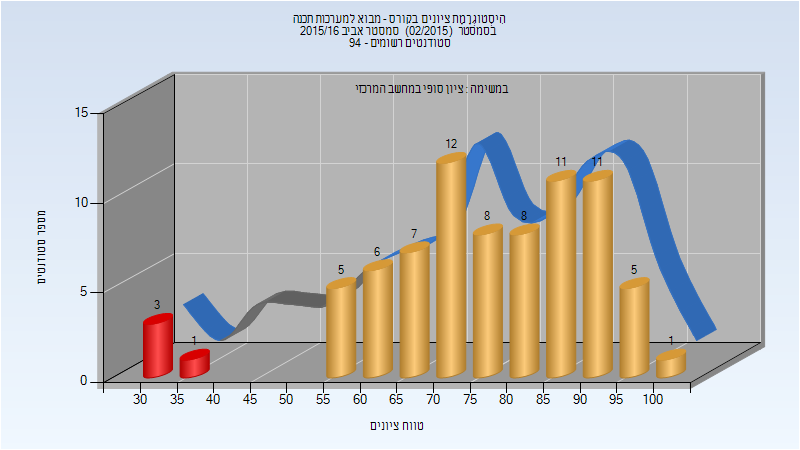 היסטוגרמת ציונים בקורס - מבוא למערכות תכנה
בסמסטר (02/2015) סמסטר אביב 2015/16
סטודנטים רשומים - 94
במשימה : ציון סופי במחשב המרכזי
מספר סטודנטים
15
10
5
0
3
1
5
6
7
12
8
8
11
11
5
1
30 35 40 45 50 55 60 65 70 75 80 85 90 95 100
טווח ציונים